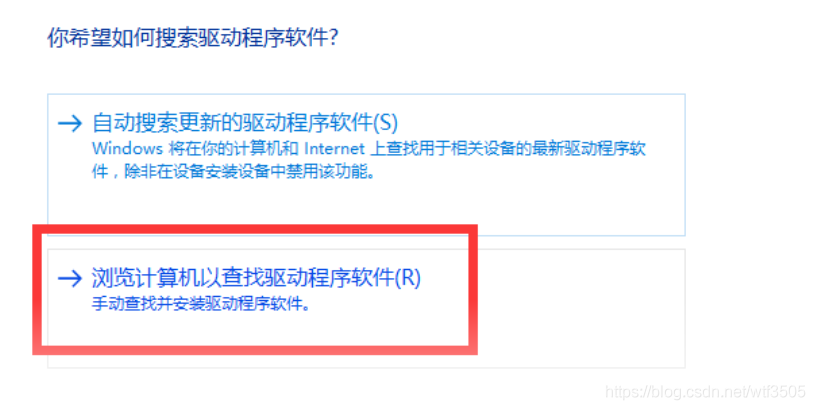 你希望如何搜索驱动程序软件?
自动搜索更新的驱动程序软件(S)
Windows 将在你的计算机和 Internet 上查找用于相关设备的最新驱动程序软
件，除非在设备安装设备中禁用该功能。
浏览计算机以查找驱动程序软件(R)
手动查找并安装驱动程序软件。
https://blog.csdn.net/wtf3505